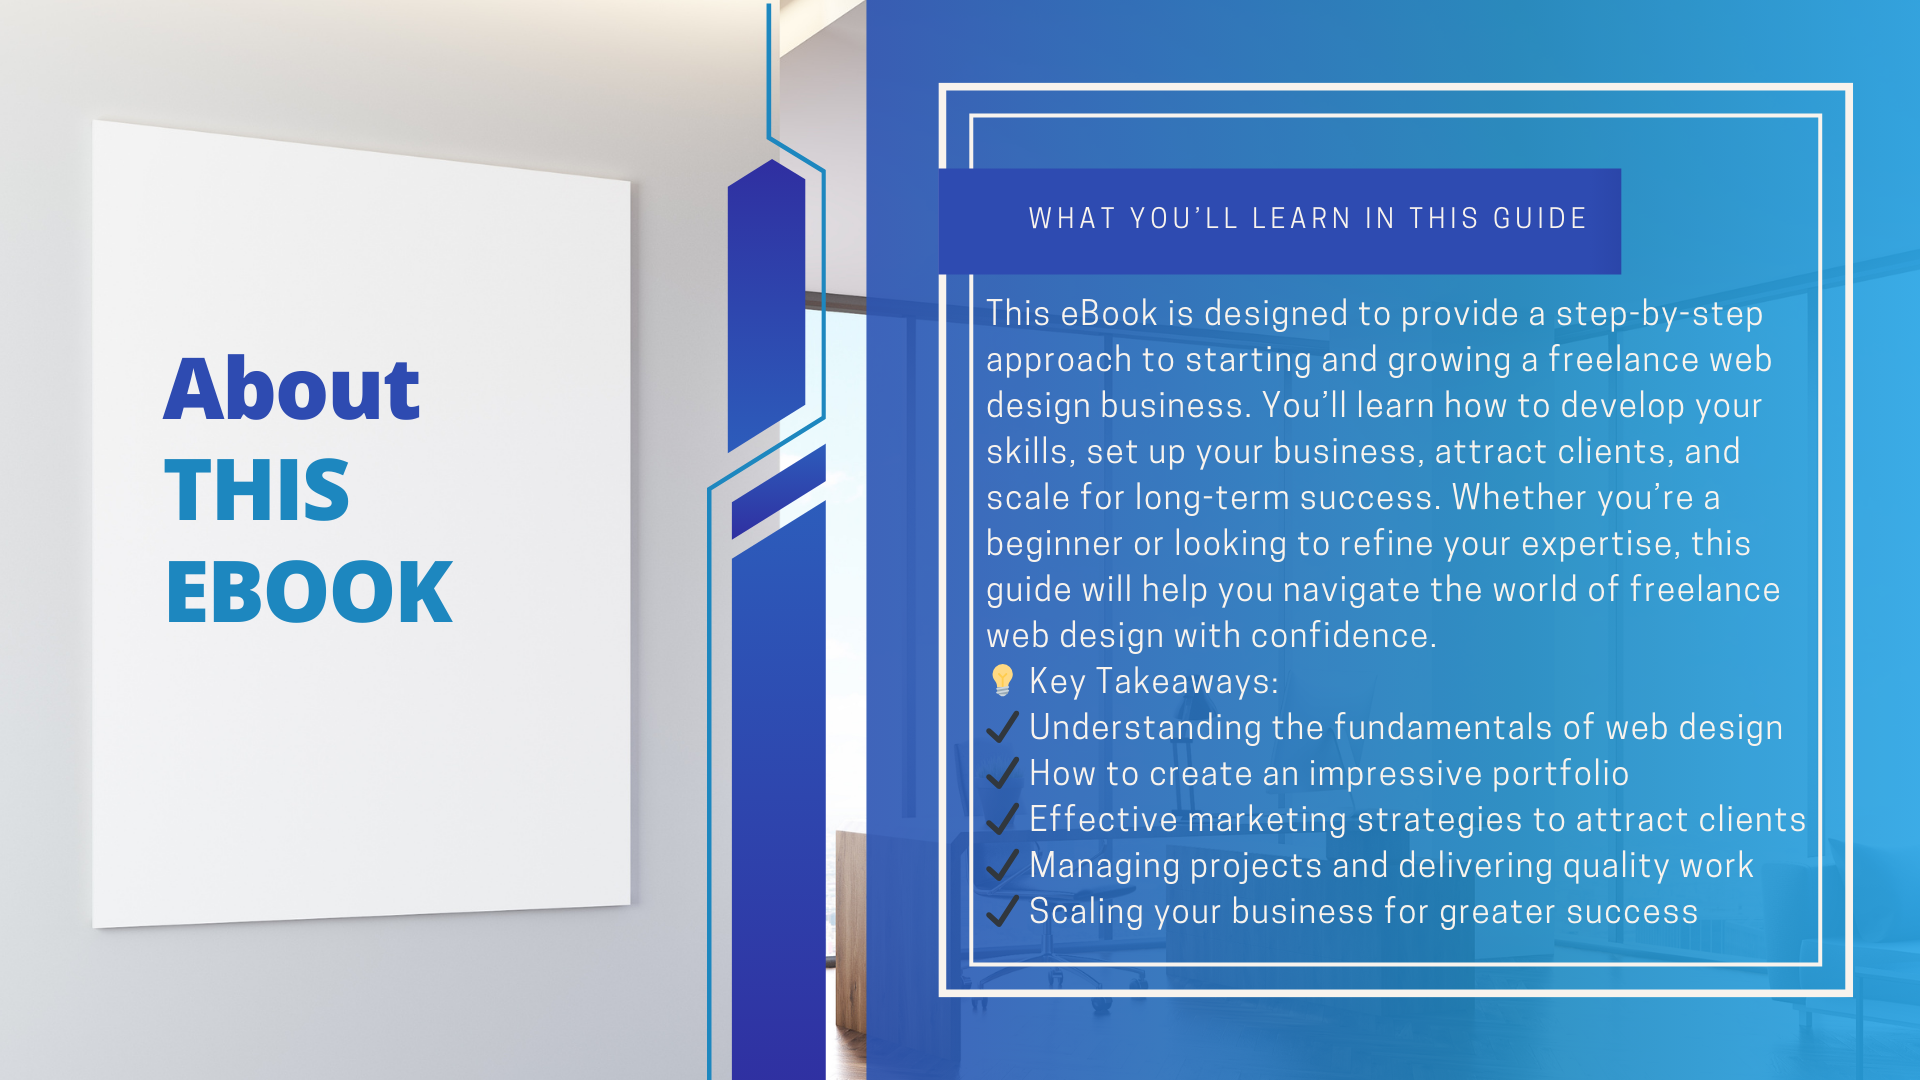 About
THIS
EBOOK
WHAT YOU’LL LEARN IN THIS GUIDE
This eBook is designed to provide a step-by-step
approach to starting and growing a freelance web
design business. You’ll learn how to develop your
skills, set up your business, attract clients, and
scale for long-term success. Whether you’re a
beginner or looking to refine your expertise, this
guide will help you navigate the world of freelance
web design with confidence.
💡 Key Takeaways:
✔ Understanding the fundamentals of web design
✔ How to create an impressive portfolio
✔ Effective marketing strategies to attract clients
✔ Managing projects and delivering quality work
✔ Scaling your business for greater success